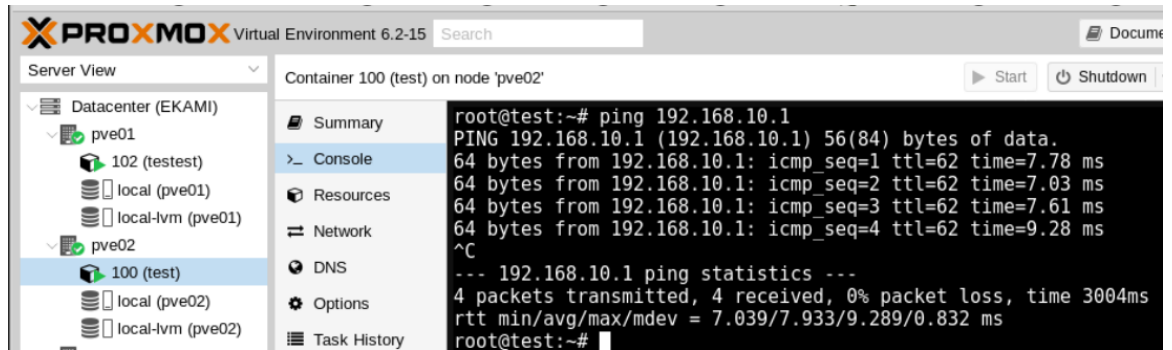 PROXMOX Virtual Environment 6.2-15 Search
Server View
Container 100 (test) on node 'pve02'
Start
Shutdown
Datacenter (EKAMI)
pve01
102 (testest)
local (pve01)
local-lvm (pve01)
pve02
100 (test)
local (pve02)
local-lvm (pve02)
Summary
>_ Console
Resources
Network
DNS
Options
Task History
root@test:~# ping 192.168.10.1
PING 192.168.10.1 (192.168.10.1) 56(84) bytes of data.
64 bytes from 192.168.10.1: icmp_seq=1 ttl=62 time=7.78 ms
64 bytes from 192.168.10.1: icmp_seq=2 ttl=62 time=7.03 ms
64 bytes from 192.168.10.1: icmp_seq=3 ttl=62 time=7.61 ms
64 bytes from 192.168.10.1: icmp_seq=4 ttl=62 time=9.28 ms
^C
--- 192.168.10.1 ping statistics ---
4 packets transmitted, 4 received, 0% packet loss, time 3004ms
rtt min/avg/max/mdev = 7.039/7.933/9.289/0.832 ms
root@test:~#